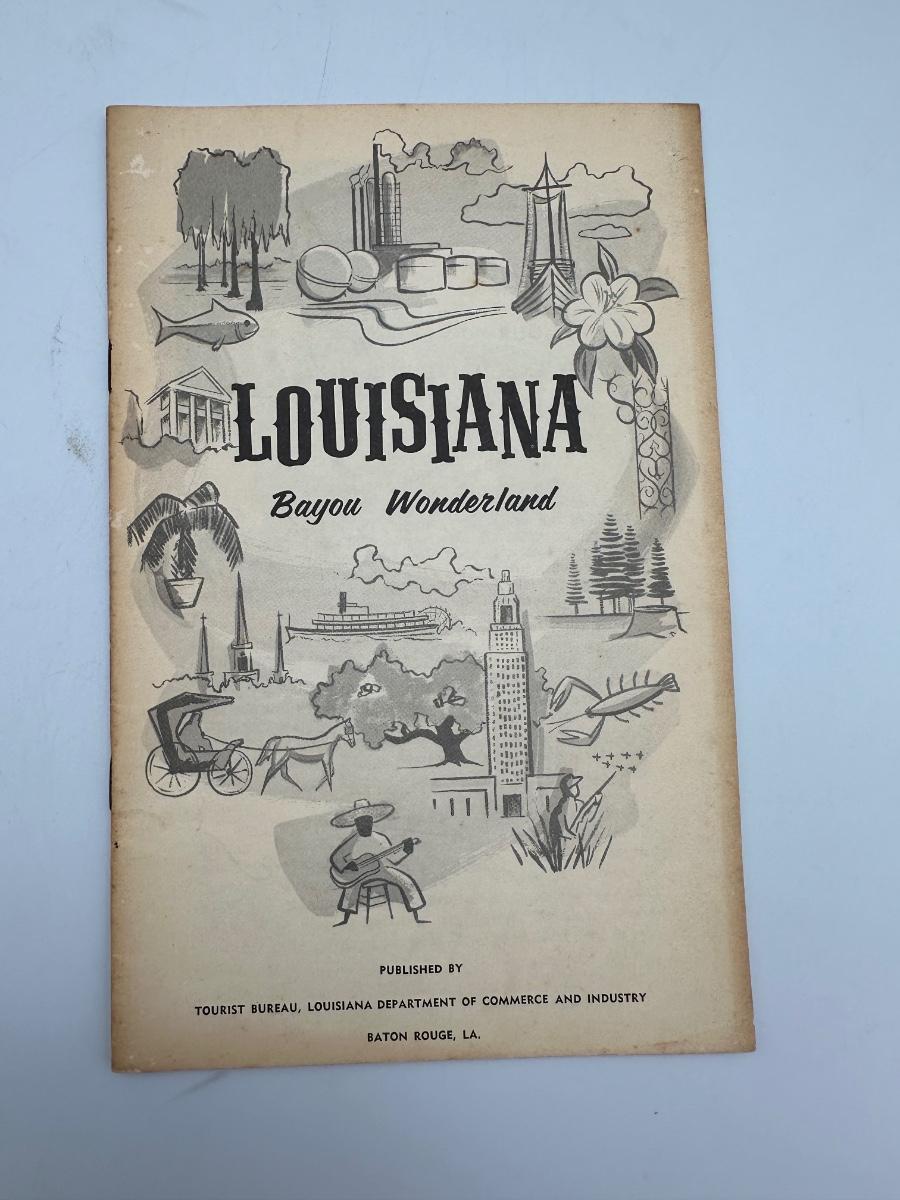 LOUISIANA
Bayou Wonderland
PUBLISHED BY
TOURIST BUREAU, LOUISIANA DEPARTMENT OF COMMERCE AND INDUSTRY
BATON ROUGE, LA.